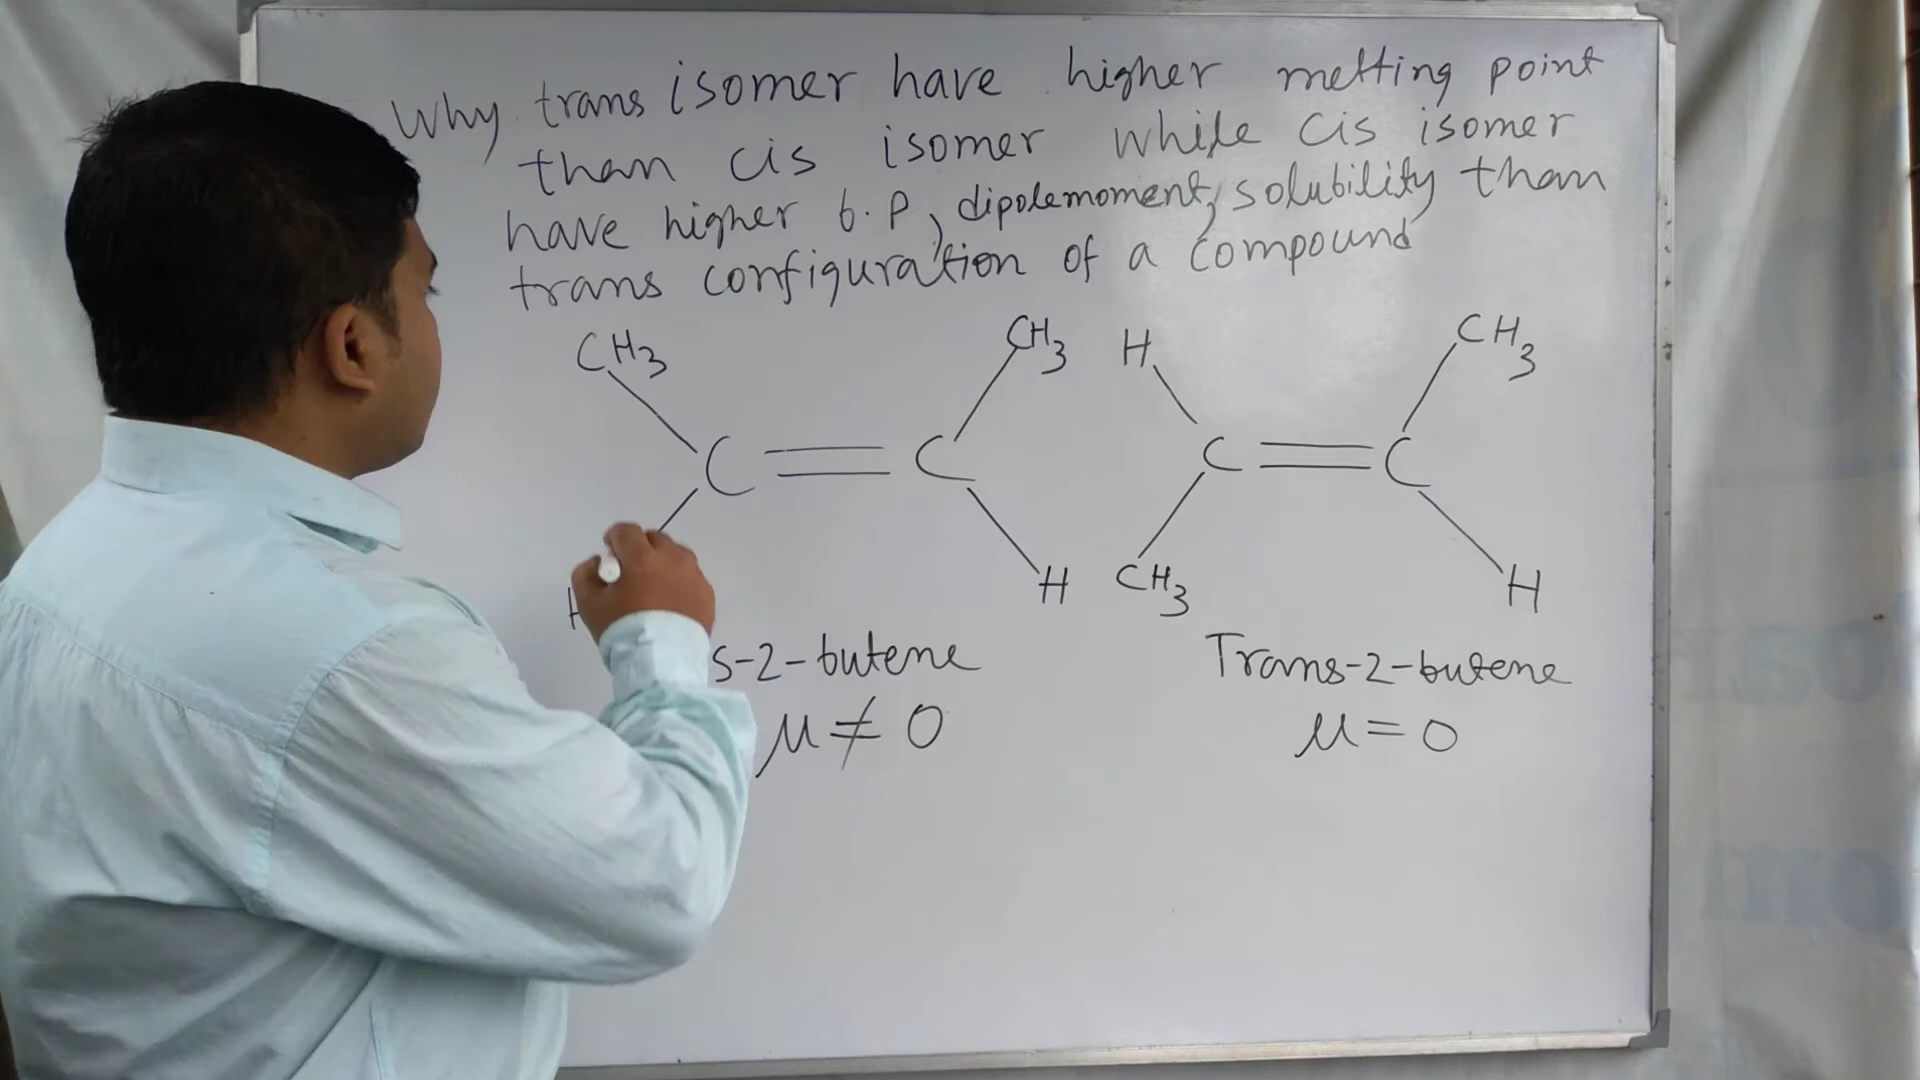 Why trans isomer have higher melting point
than cis isomer while cis isomer
have higher b.p, dipolemoment, solubility than
trans configuration of a compound
CH3 CH3 H CH3
C = C C = C
H H CH3 H
s-2-butene Trans-2-butene
μ ≠ 0 μ = 0